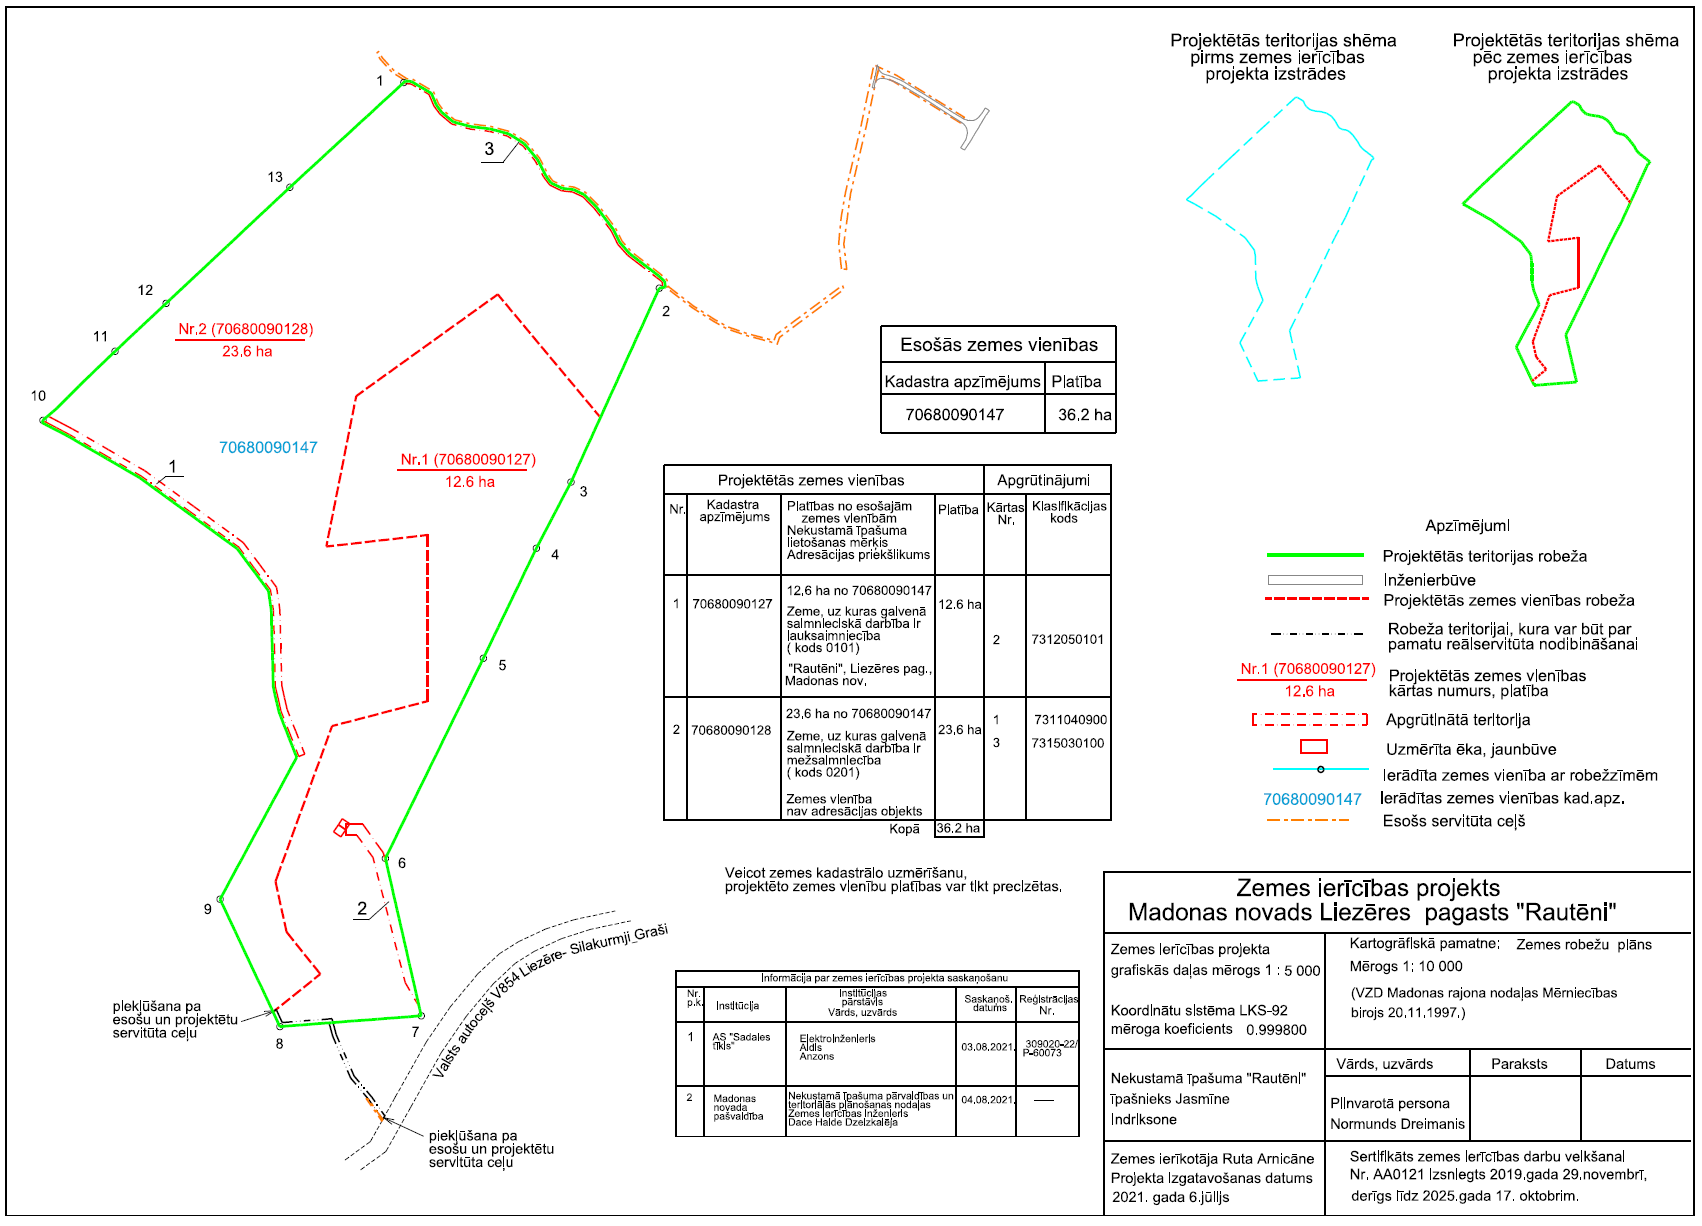 Projektētās teritorijas shēma
pirms zemes ierīcības
projekta izstrādes
Projektētās teritorijas shēma
pēc zemes ierīcības
projekta izstrādes
1
3
13
12
2
11
10
Nr.2 (70680090128)
23.6 ha
70680090147
1
Nr.1 (70680090127)
12.6 ha
3
4
5
6
9
2
7
8
Valsts autoceļš V854 Liezēre- Silakurmji_Graši
piekļūšana pa
esošu un projektētu
servitūta ceļu
piekļūšana pa
esošu un projektētu
servitūta ceļu
Esošās zemes vienības
Kadastra apzīmējums Platība
70680090147 36.2 ha
Projektētās zemes vienības Apgrūtinājumi
Nr. Kadastra apzīmējums
Platības no esošajām
zemes vienībām
Nekustamā īpašuma
lietošanas mērķis
Adresācijas priekšlikums
Platība
Kārtas Nr.
Klasifikācijas kods
1 70680090127
12,6 ha no 70680090147
Zeme, uz kuras galvenā
saimnieciskā darbība ir
lauksaimniecība
( kods 0101)
"Rautēni", Liezēres pag.,
Madonas nov.
12.6 ha
2 7312050101
2 70680090128
23,6 ha no 70680090147
Zeme, uz kuras galvenā
saimnieciskā darbība ir
mežsaimniecība
( kods 0201)
Zemes vienība
nav adresācijas objekts
23,6 ha
1 7311040900
3 7315030100
Kopā 36.2 ha
Veicot zemes kadastrālo uzmērīšanu,
projektēto zemes vienību platības var tikt precizētas.
Apzīmējumi
Projektētās teritorijas robeža
Inženierbūve
Projektētās zemes vienības robeža
Robeža teritorijai, kura var būt par
pamatu reālservitūta nodibināšanai
Nr.1 (70680090127)
12,6 ha
Projektētās zemes vienības
kārtas numurs, platība
Apgrūtinātā teritorija
Uzmērīta ēka, jaunbūve
Ierādīta zemes vienība ar robežzīmēm
70680090147 Ierādītas zemes vienības kad.apz.
Esošs servitūta ceļš
Informācija par zemes ierīcības projekta saskaņošanu
Nr. p.k.
Institūcija
Institūcijas
pārstāvis
Vārds, uzvārds
Saskaņoš. datums
Reģistrācijas Nr.
1
AS "Sadales
tīkls"
Elektroinženieris
Aldis
Anzons
03.08.2021.
309020-22/
P-60073
2
Madonas
novada
pašvaldība
Nekustamā īpašuma pārvaldības un
teritoriālās plānošanas nodaļas
Zemes ierīcības inženieris
Dace Haide Dzelzkalēja
04.08.2021.
Zemes ierīcības projekts
Madonas novads Liezēres pagasts "Rautēni"
Zemes ierīcības projekta
grafiskās daļas mērogs 1 : 5 000
Koordinātu sistēma LKS-92
mēroga koeficients 0.999800
Kartogrāfiskā pamatne: Zemes robežu plāns
Mērogs 1: 10 000
(VZD Madonas rajona nodaļas Mērniecības
birojs 20.11.1997.)
Nekustamā īpašuma "Rautēni"
īpašnieks Jasmīne
Indriksone
Vārds, uzvārds Paraksts Datums
Pilnvarotā persona
Normunds Dreimanis
Zemes ierīkotāja Ruta Arnicāne
Projekta izgatavošanas datums
2021. gada 6.jūlijs
Sertifikāts zemes ierīcības darbu veikšanai
Nr. AA0121 izsniegts 2019.gada 29.novembrī,
derīgs līdz 2025.gada 17. oktobrim.